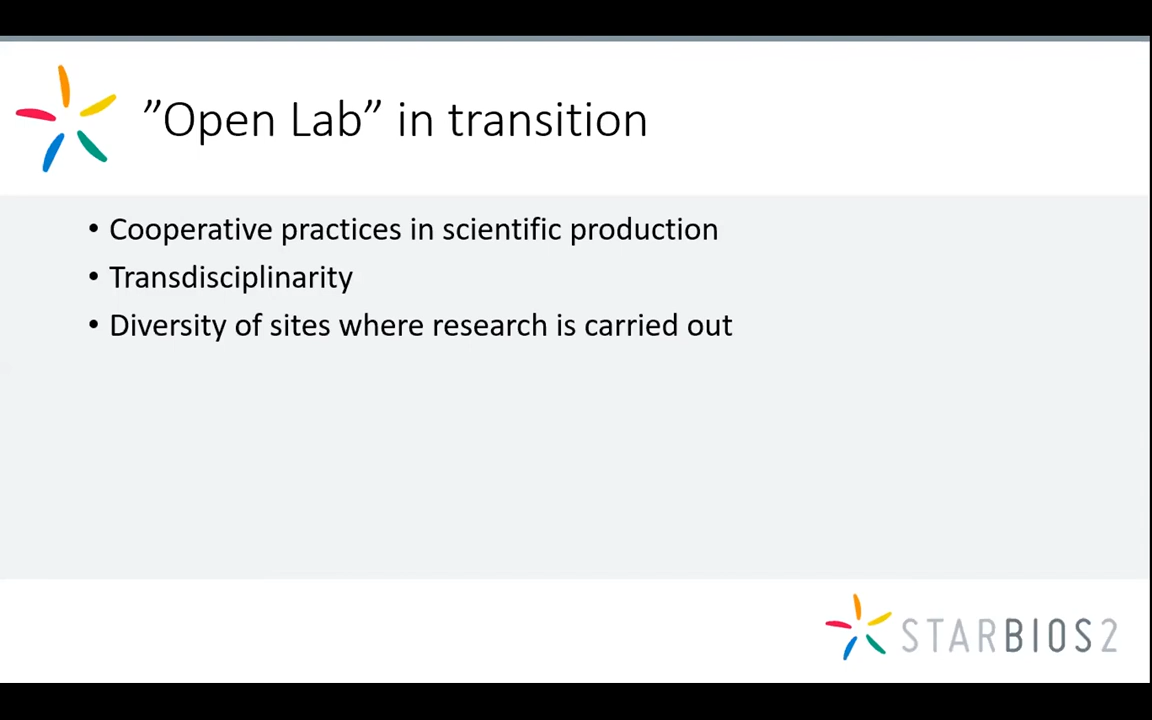 ”Open Lab” in transition
• Cooperative practices in scientific production
• Transdisciplinarity
• Diversity of sites where research is carried out
STARBIOS2